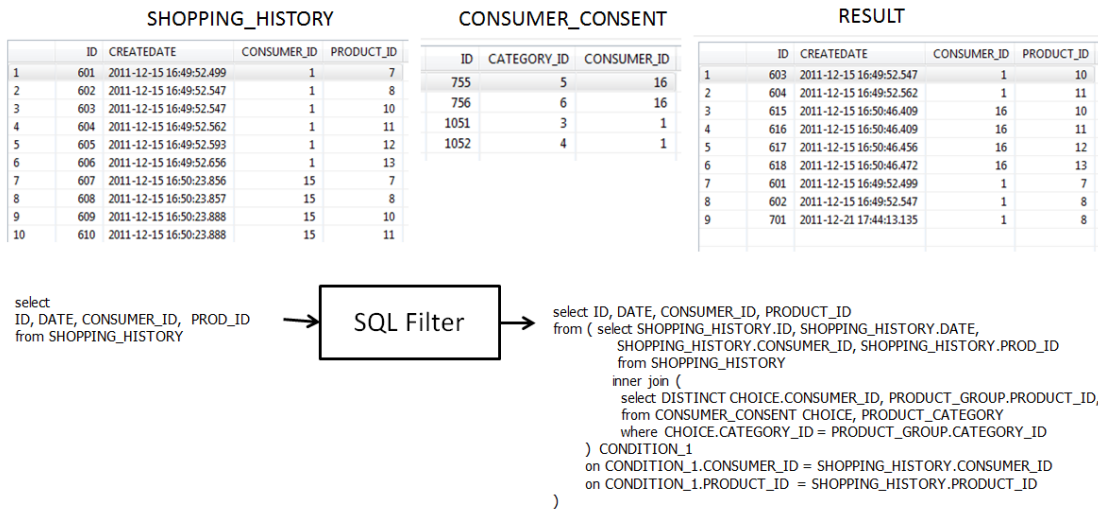 SHOPPING_HISTORY
ID CREATEDATE CONSUMER_ID PRODUCT_ID
1 601 2011-12-15 16:49:52.499 1 7
2 602 2011-12-15 16:49:52.547 1 8
3 603 2011-12-15 16:49:52.547 1 10
4 604 2011-12-15 16:49:52.562 1 11
5 605 2011-12-15 16:49:52.593 1 12
6 606 2011-12-15 16:49:52.656 1 13
7 607 2011-12-15 16:50:23.856 15 7
8 608 2011-12-15 16:50:23.857 15 8
9 609 2011-12-15 16:50:23.888 15 10
10 610 2011-12-15 16:50:23.888 15 11
CONSUMER_CONSENT
ID CATEGORY_ID CONSUMER_ID
755 5 16
756 6 16
1051 3 1
1052 4 1
RESULT
ID CREATEDATE CONSUMER_ID PRODUCT_ID
1 603 2011-12-15 16:49:52.547 1 10
2 604 2011-12-15 16:49:52.562 1 11
3 615 2011-12-15 16:50:46.409 16 10
4 616 2011-12-15 16:50:46.409 16 11
5 617 2011-12-15 16:50:46.456 16 12
6 618 2011-12-15 16:50:46.472 16 13
7 601 2011-12-15 16:49:52.499 1 7
8 602 2011-12-15 16:49:52.547 1 8
9 701 2011-12-21 17:44:13.135 1 8
select
ID, DATE, CONSUMER_ID, PROD_ID
from SHOPPING_HISTORY
SQL Filter
select ID, DATE, CONSUMER_ID, PRODUCT_ID
from ( select SHOPPING_HISTORY.ID, SHOPPING_HISTORY.DATE,
SHOPPING_HISTORY.CONSUMER_ID, SHOPPING_HISTORY.PROD_ID
from SHOPPING_HISTORY
inner join (
select DISTINCT CHOICE.CONSUMER_ID, PRODUCT_GROUP.PRODUCT_ID,
from CONSUMER_CONSENT CHOICE, PRODUCT_CATEGORY
where CHOICE.CATEGORY_ID = PRODUCT_GROUP.CATEGORY_ID
) CONDITION_1
on CONDITION_1.CONSUMER_ID = SHOPPING_HISTORY.CONSUMER_ID
on CONDITION_1.PRODUCT_ID = SHOPPING_HISTORY.PRODUCT_ID
)